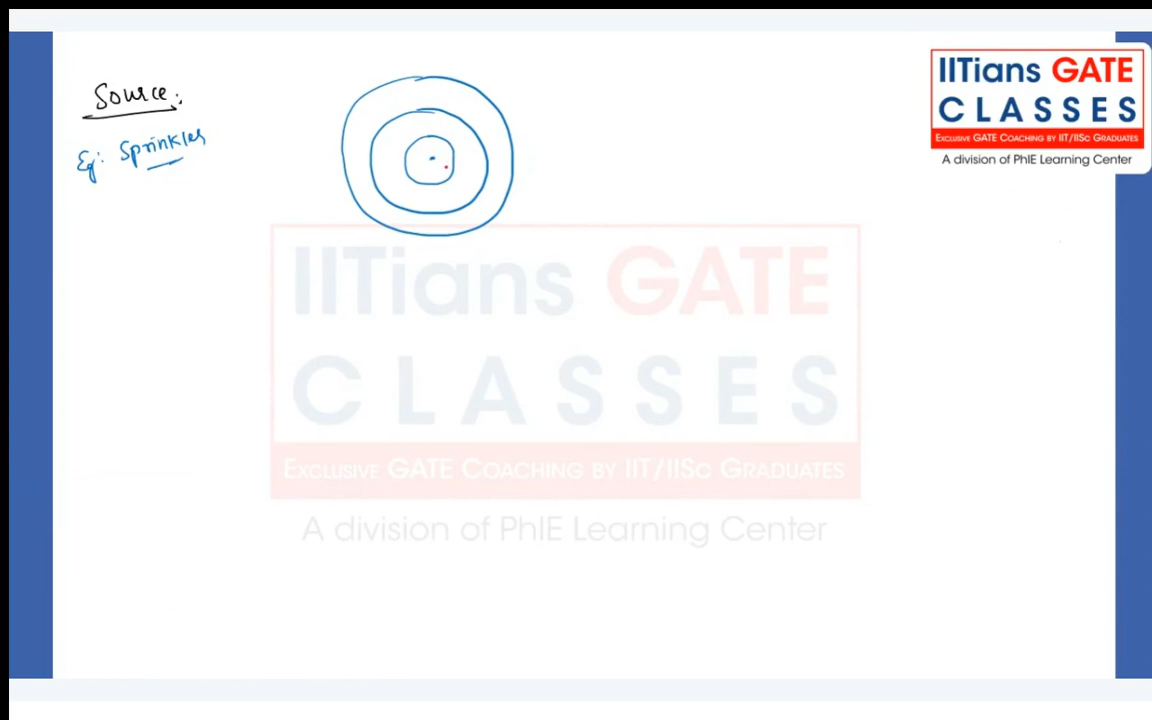 Source:
Eg: Sprinkler
IITians GATE
CLASSES
EXCLUSIVE GATE COACHING BY IIT/IISc GRADUATES
A division of PhIE Learning Center
IITians GATE
CLASSES
EXCLUSIVE GATE COACHING BY IIT/IISc GRADUATES
A division of PhIE Learning Center